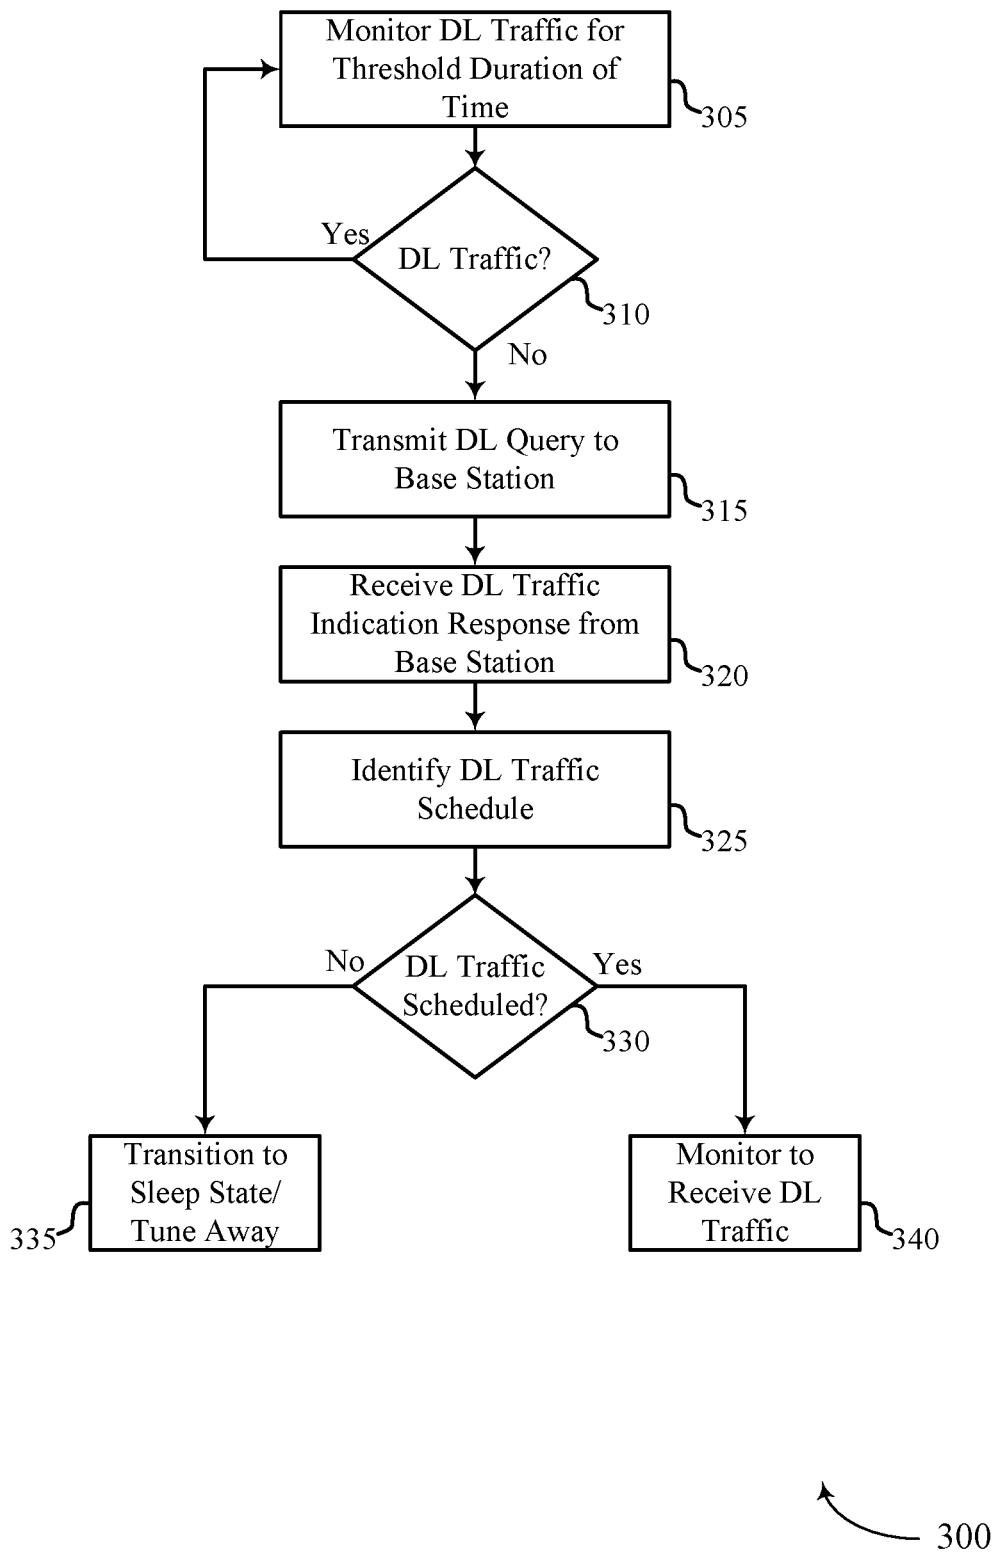 Monitor DL Traffic for
Threshold Duration of
Time
305
Yes
DL Traffic?
310
No
Transmit DL Query to
Base Station
315
Receive DL Traffic
Indication Response from
Base Station
320
Identify DL Traffic
Schedule
325
No
DL Traffic
Scheduled?
Yes
330
Transition to
Sleep State/
Tune Away
335
Monitor to
Receive DL
Traffic
340
300